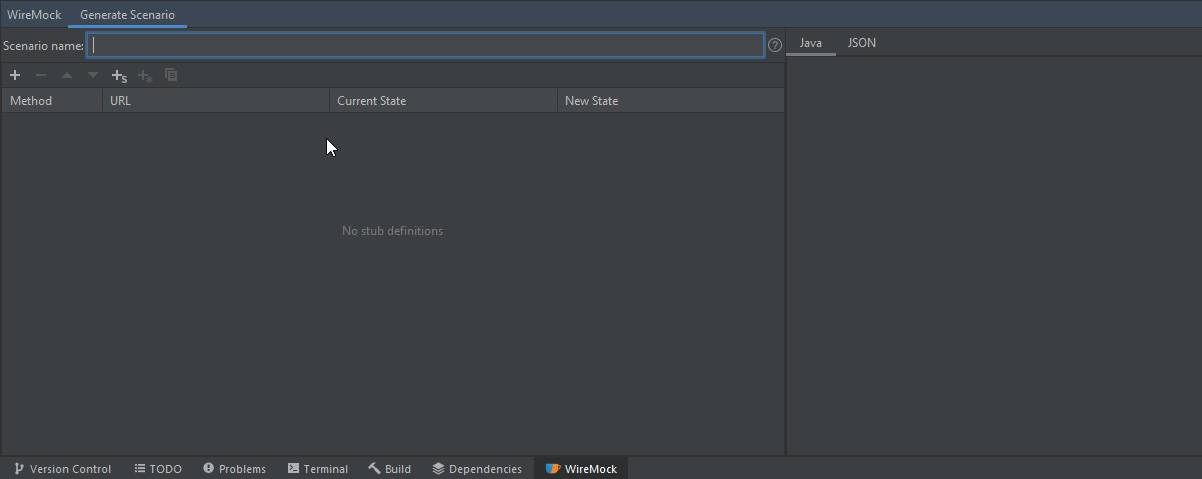 WireMock Generate Scenario
Scenario name: ?
Java JSON
+S +*
Method URL Current State New State
No stub definitions
Version Control TODO Problems Terminal Build Dependencies WireMock